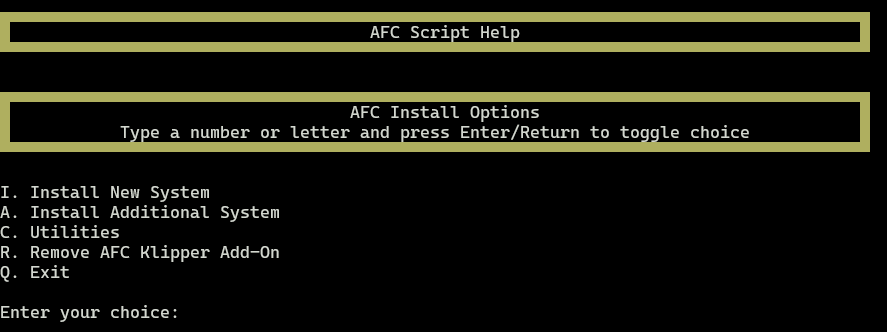 AFC Script Help
AFC Install Options
Type a number or letter and press Enter/Return to toggle choice
I. Install New System
A. Install Additional System
C. Utilities
R. Remove AFC Klipper Add-On
Q. Exit
Enter your choice: